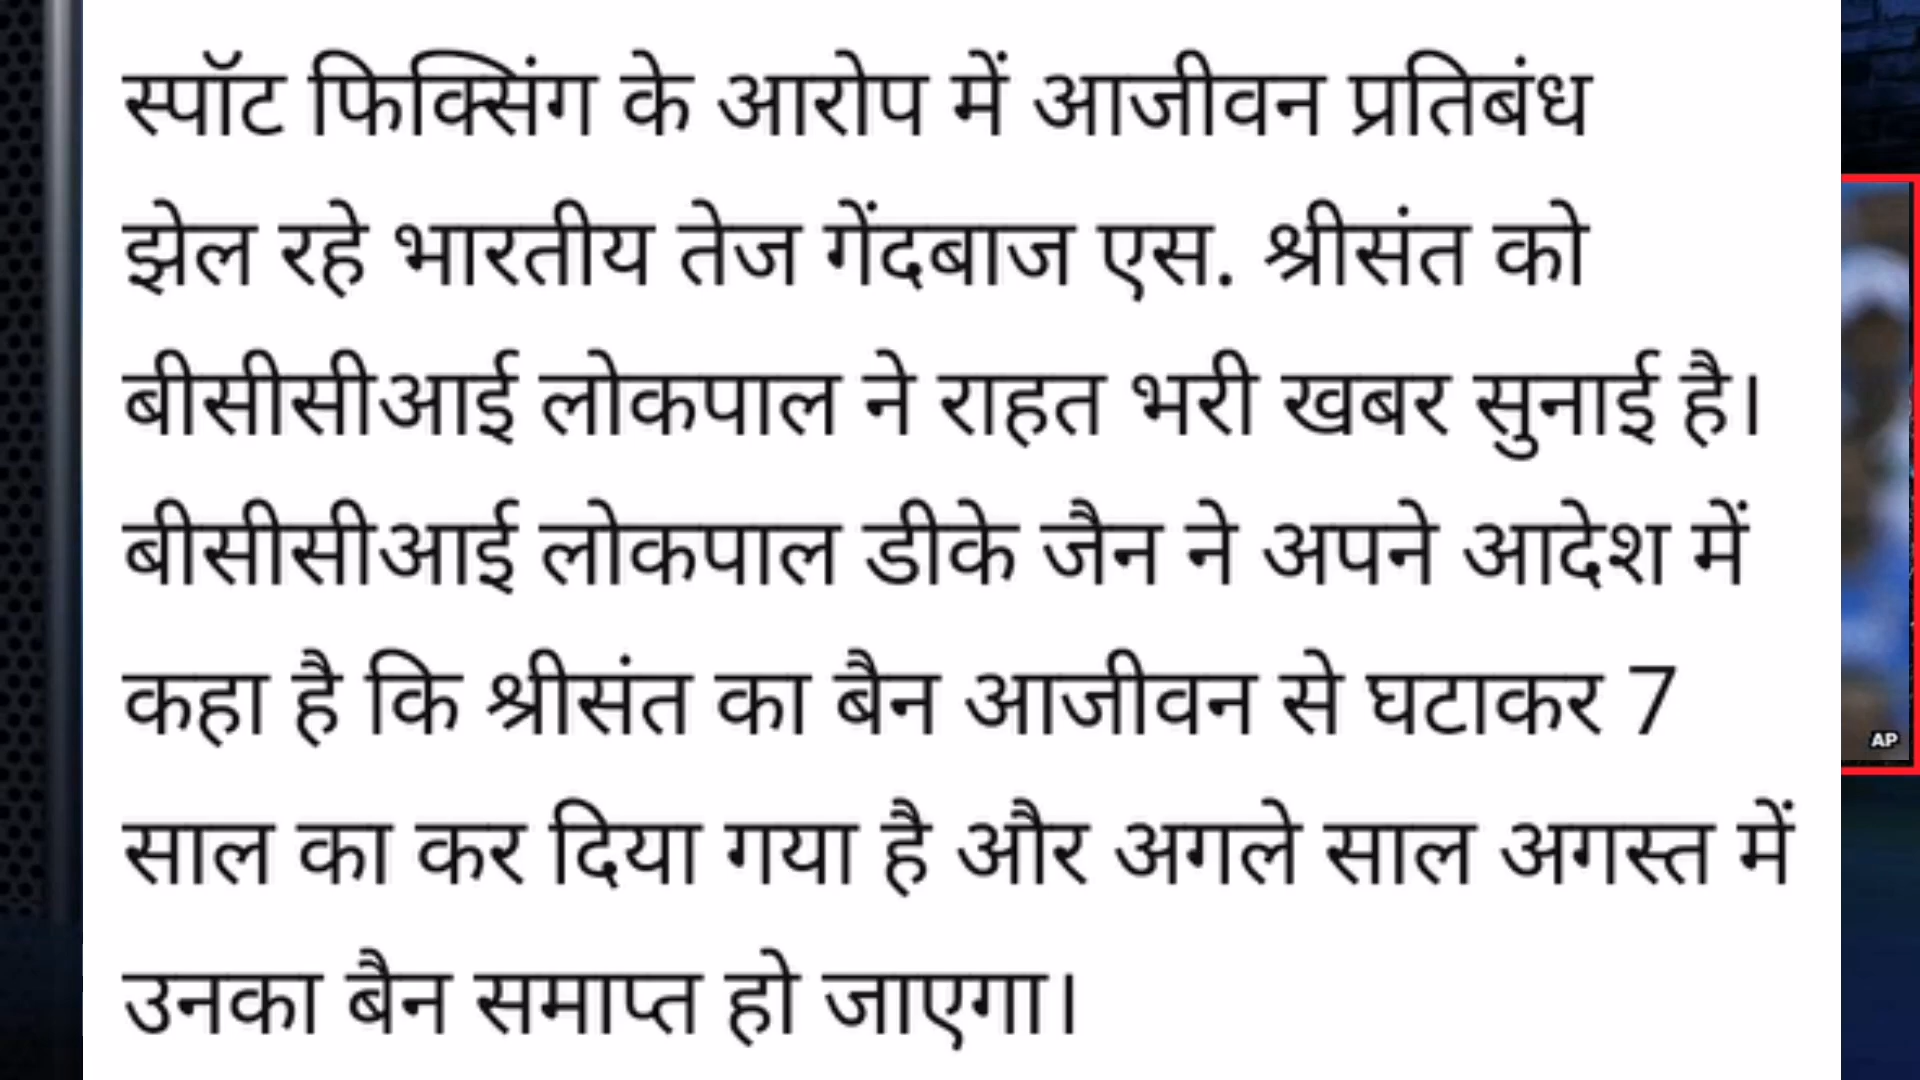 स्पॉट फिक्सिंग के आरोप में आजीवन प्रतिबंध
झेल रहे भारतीय तेज गेंदबाज एस. श्रीसंत को
बीसीसीआई लोकपाल ने राहत भरी खबर सुनाई है।
बीसीसीआई लोकपाल डीके जैन ने अपने आदेश में
कहा है कि श्रीसंत का बैन आजीवन से घटाकर 7
साल का कर दिया गया है और अगले साल अगस्त में
उनका बैन समाप्त हो जाएगा।
AP